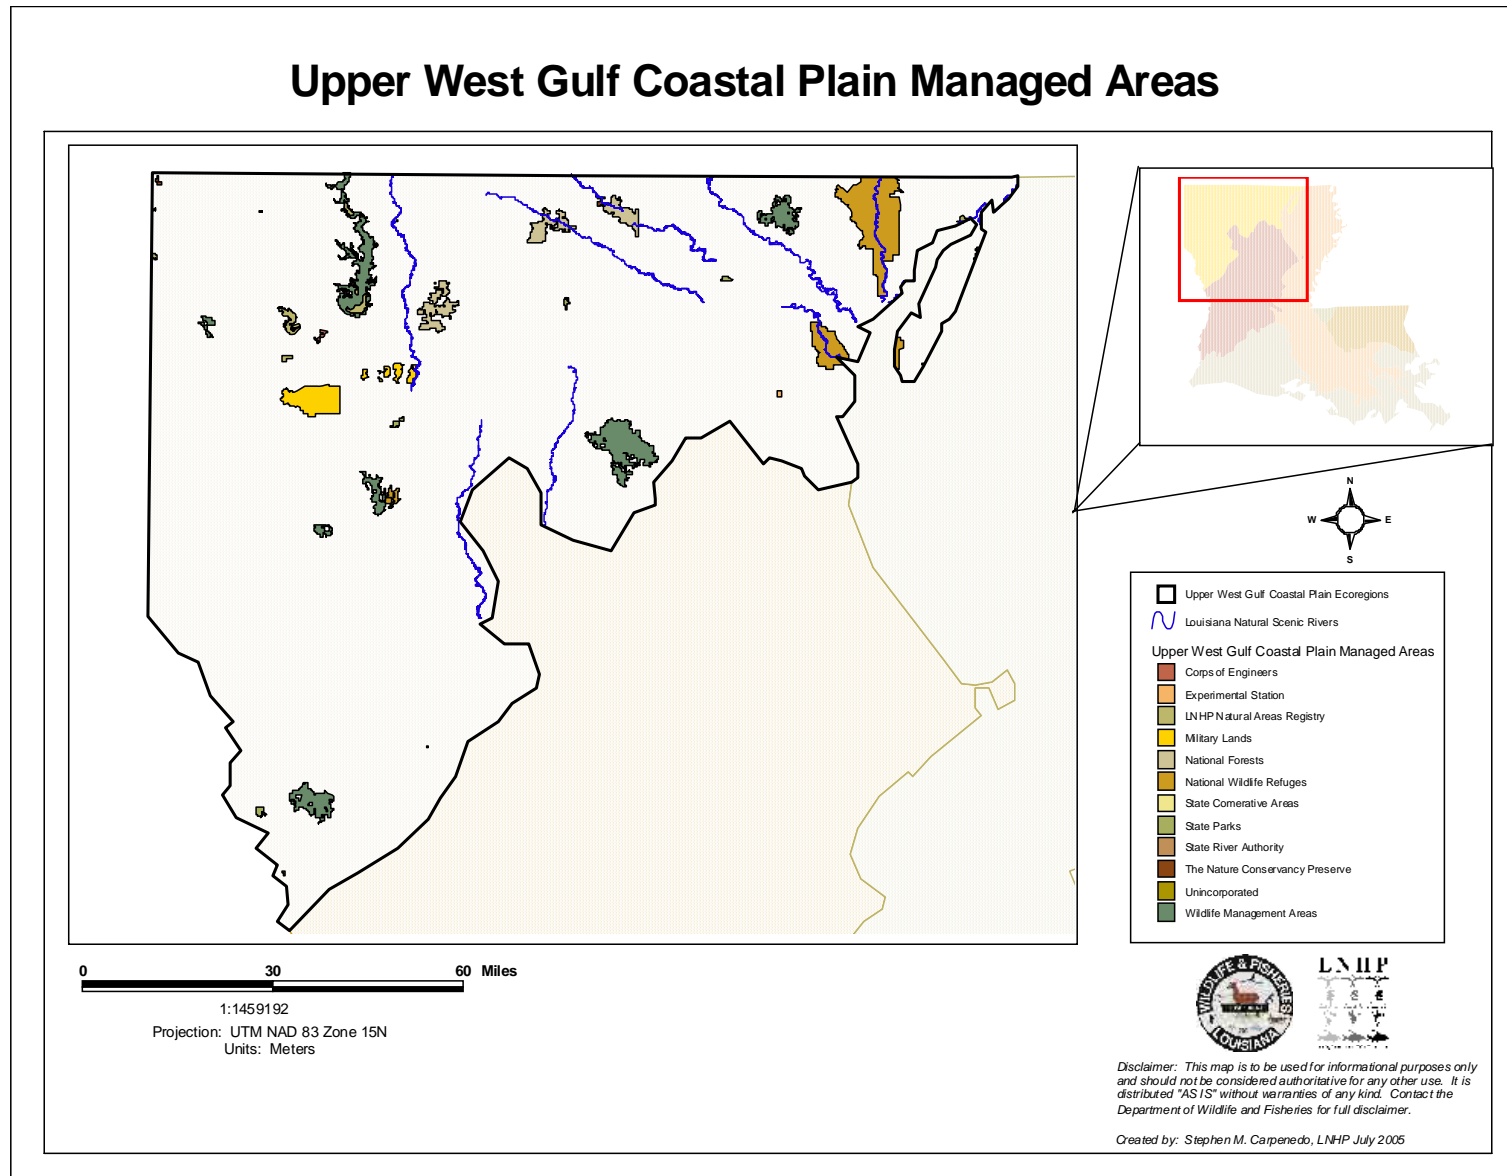 Upper West Gulf Coastal Plain Managed Areas
N
W
E
S
Upper West Gulf Coastal Plain Ecoregions
Louisiana Natural Scenic Rivers
Upper West Gulf Coastal Plain Managed Areas
Corps of Engineers
Experimental Station
LNHP Natural Areas Registry
Military Lands
National Forests
National Wildlife Refuges
State Comerative Areas
State Parks
State River Authority
The Nature Conservancy Preserve
Unincorporated
Wildlife Management Areas
0
30
60 Miles
1:1459192
Projection: UTM NAD 83 Zone 15N
Units: Meters
WILDLIFE & FISHERIES
LOUISIANA
LNHP
Disclaimer: This map is to be used for informational purposes only
and should not be considered authoritative for any other use. It is
distributed "AS IS" without warranties of any kind. Contact the
Department of Wildlife and Fisheries for full disclaimer.
Created by: Stephen M. Carpenedo, LNHP July 2005